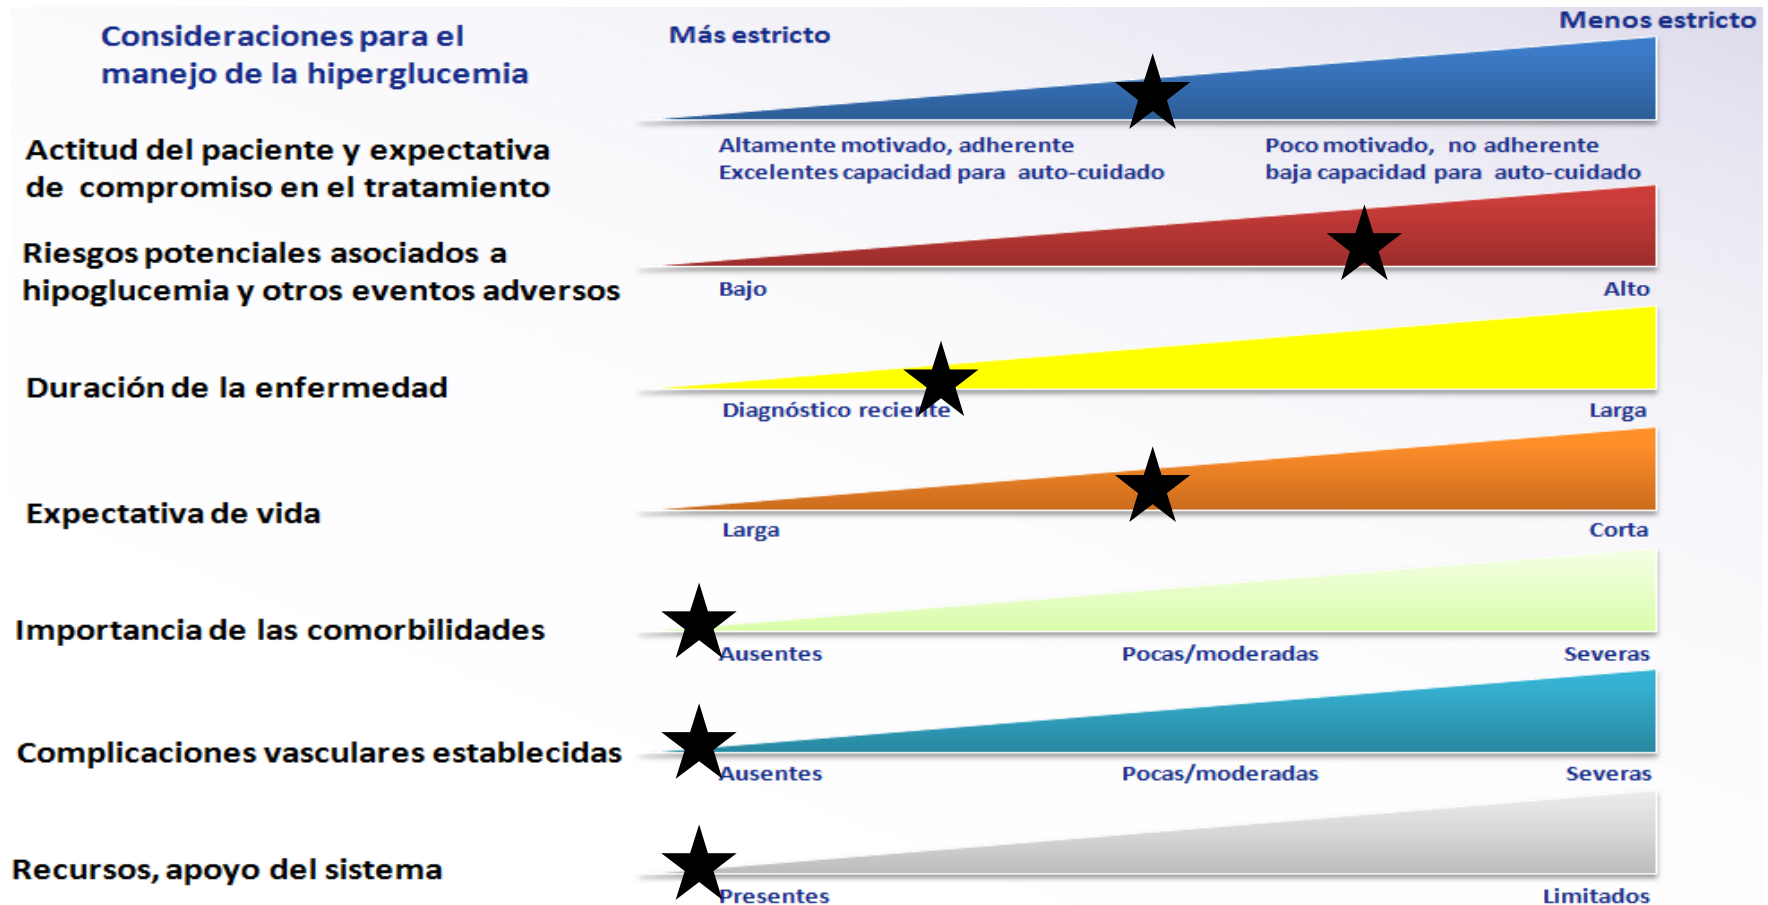 Consideraciones para el
manejo de la hiperglucemia
Más estricto
Menos estricto
Actitud del paciente y expectativa
de compromiso en el tratamiento
Altamente motivado, adherente
Excelentes capacidad para auto-cuidado
Poco motivado, no adherente
baja capacidad para auto-cuidado
Riesgos potenciales asociados a
hipoglucemia y otros eventos adversos
Bajo
Alto
Duración de la enfermedad
Diagnóstico reciente
Larga
Expectativa de vida
Larga
Corta
Importancia de las comorbilidades
Ausentes
Pocas/moderadas
Severas
Complicaciones vasculares establecidas
Ausentes
Pocas/moderadas
Severas
Recursos, apoyo del sistema
Presentes
Limitados